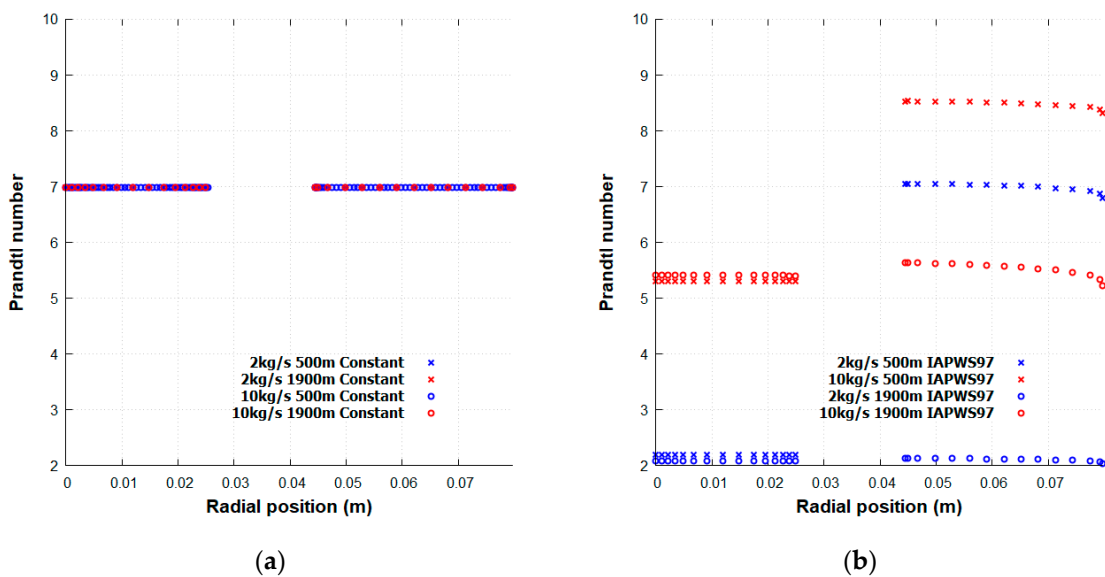 10
9
8
7
6
5
4
3
2
Prandtl number
2kg/s 500m Constant
2kg/s 1900m Constant
10kg/s 500m Constant
10kg/s 1900m Constant
0 0.01 0.02 0.03 0.04 0.05 0.06 0.07
Radial position (m)
(a)
10
9
8
7
6
5
4
3
2
Prandtl number
2kg/s 500m IAPWS97
10kg/s 500m IAPWS97
2kg/s 1900m IAPWS97
10kg/s 1900m IAPWS97
0 0.01 0.02 0.03 0.04 0.05 0.06 0.07
Radial position (m)
(b)